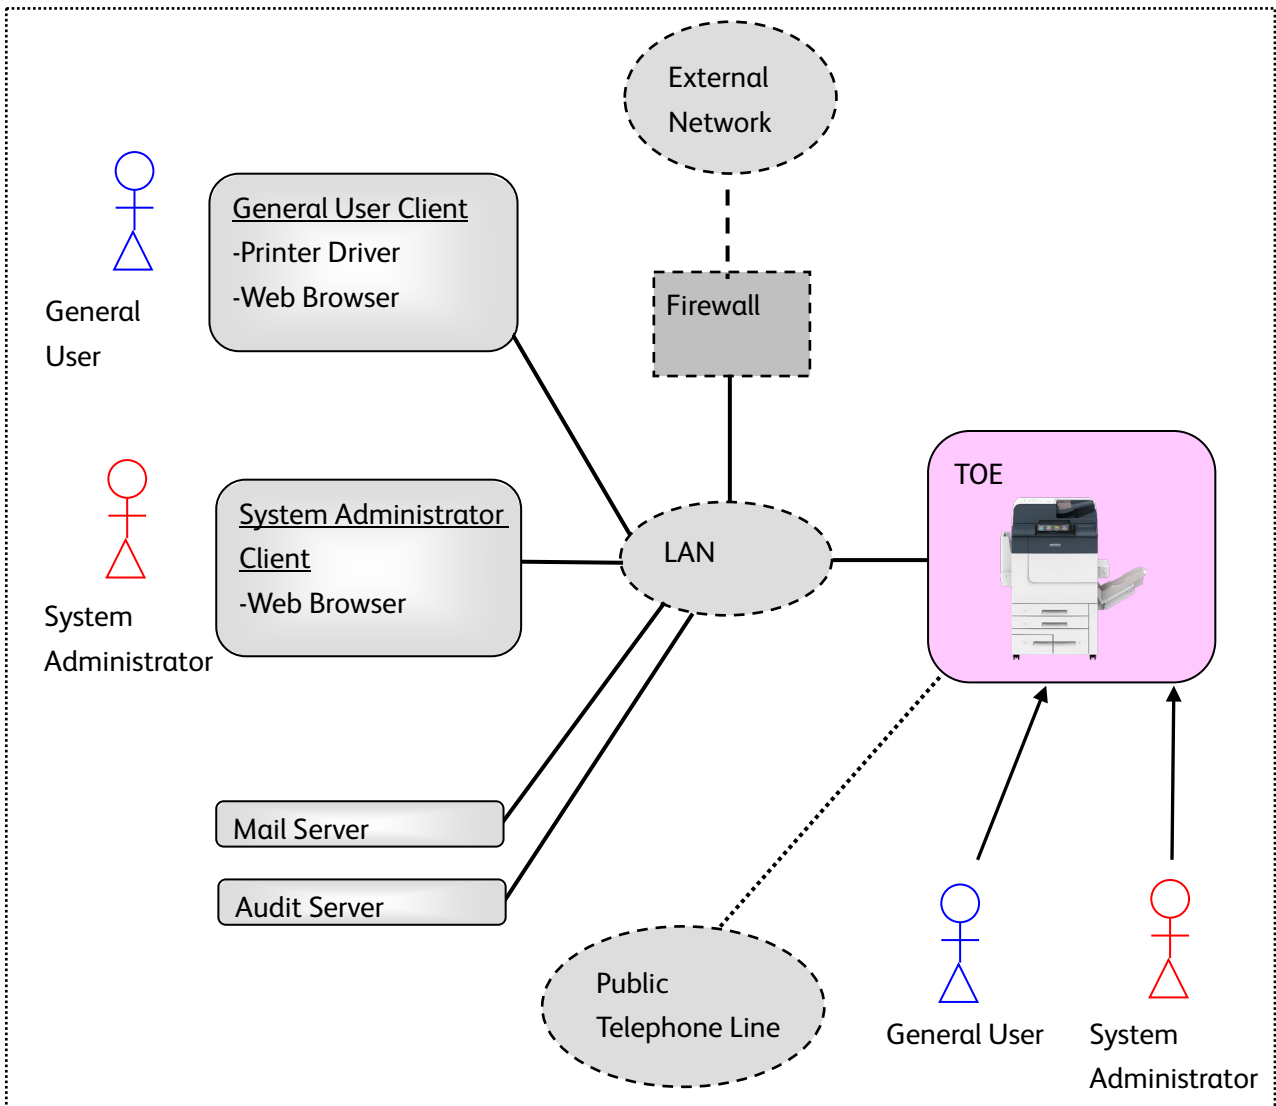 External
Network
General User Client
-Printer Driver
-Web Browser
General
User
Firewall
TOE
System Administrator
Client
-Web Browser
LAN
System
Administrator
Mail Server
Audit Server
Public
Telephone Line
General User
System
Administrator